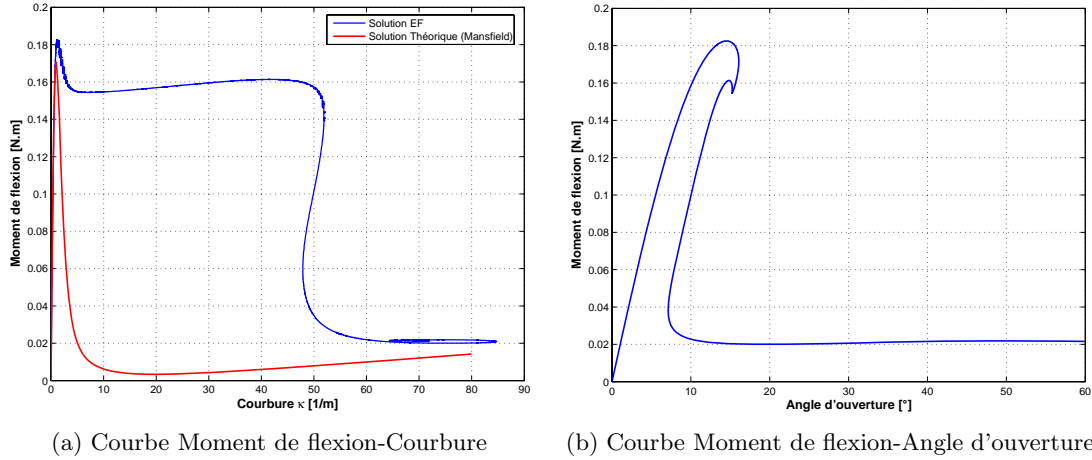 0.2
0.18
0.16
0.14
0.12
0.1
0.08
0.06
0.04
0.02
0
Moment de flexion [N.m]
Solution EF
Solution Théorique (Mansfield)
0 10 20 30 40 50 60 70 80 90
Courbure κ [1/m]
(a) Courbe Moment de flexion-Courbure
0.2
0.18
0.16
0.14
0.12
0.1
0.08
0.06
0.04
0.02
0
Moment de flexion [N.m]
0 10 20 30 40 50 60
Angle d'ouverture [°]
(b) Courbe Moment de flexion-Angle d'ouverture